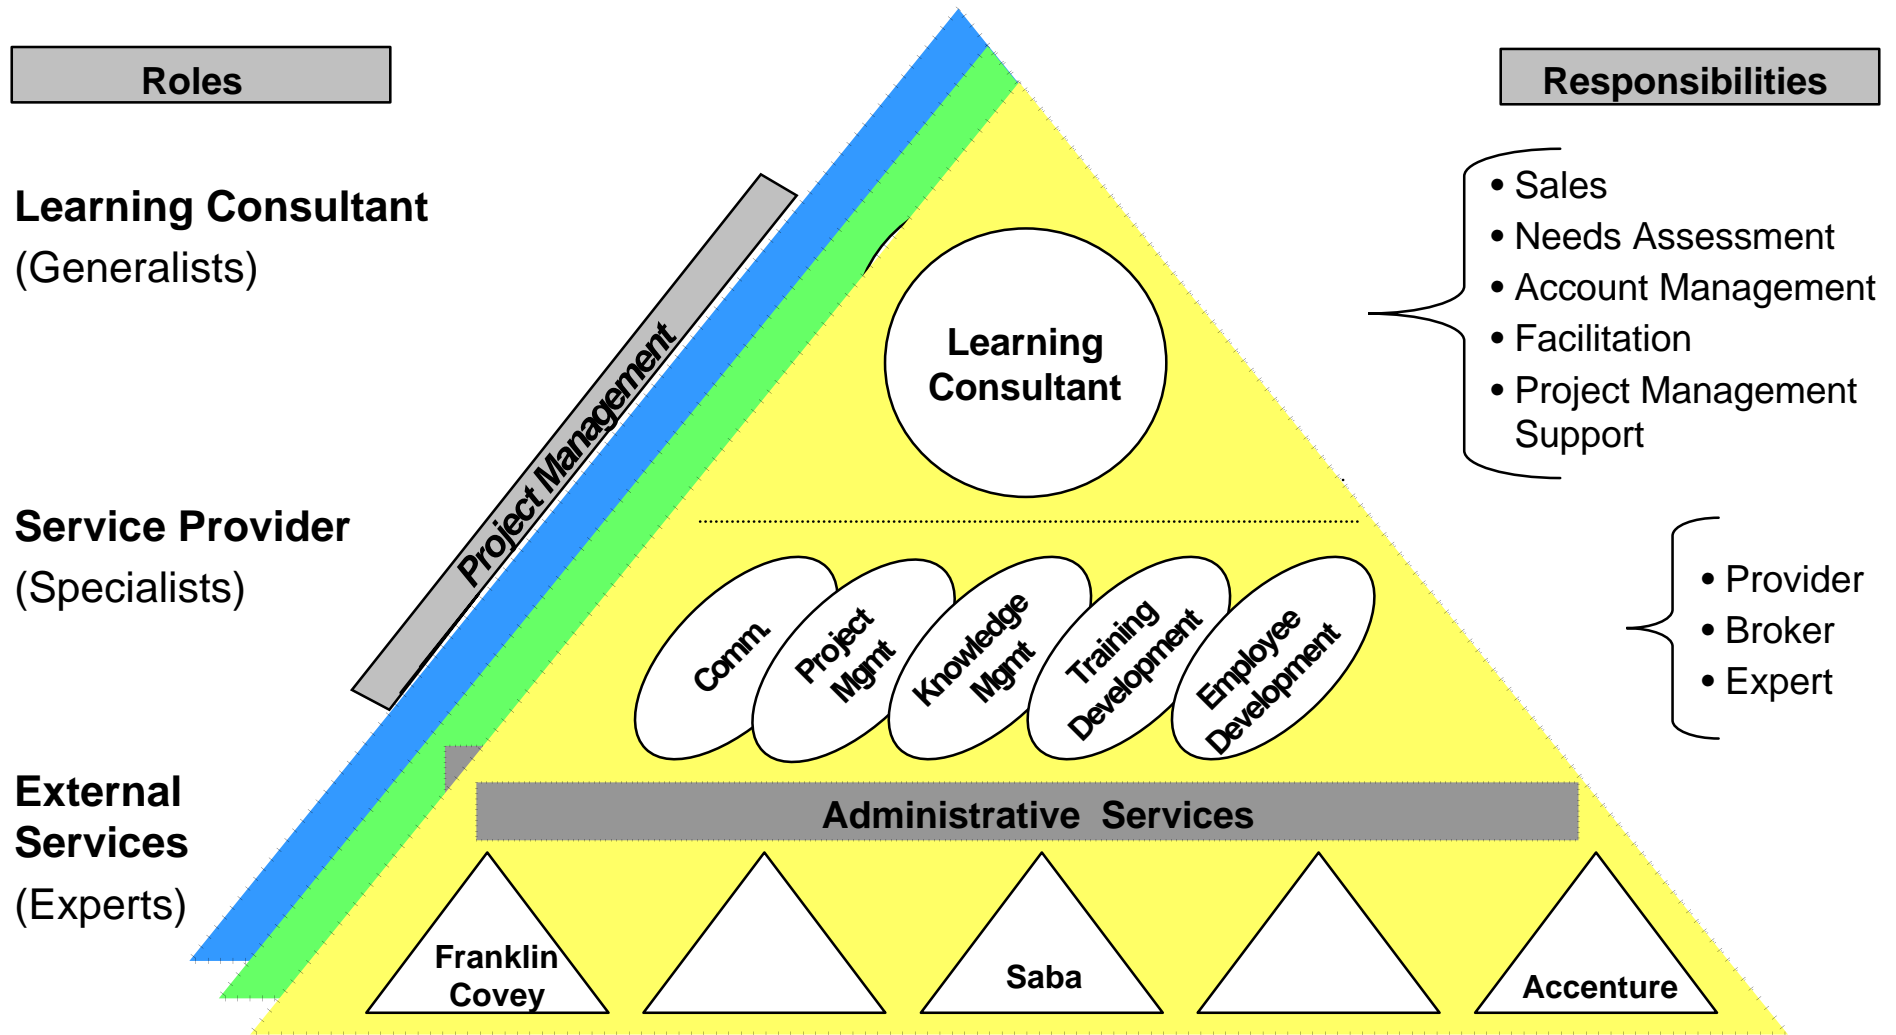 Roles
Responsibilities
Learning Consultant
(Generalists)
Service Provider
(Specialists)
External
Services
(Experts)
Project Management
Learning
Consultant
Comm.
Project
Mgmt
Knowledge
Mgmt
Training
Development
Employee
Development
Administrative Services
Franklin
Covey
Saba
Accenture
• Sales
• Needs Assessment
• Account Management
• Facilitation
• Project Management
Support
• Provider
• Broker
• Expert